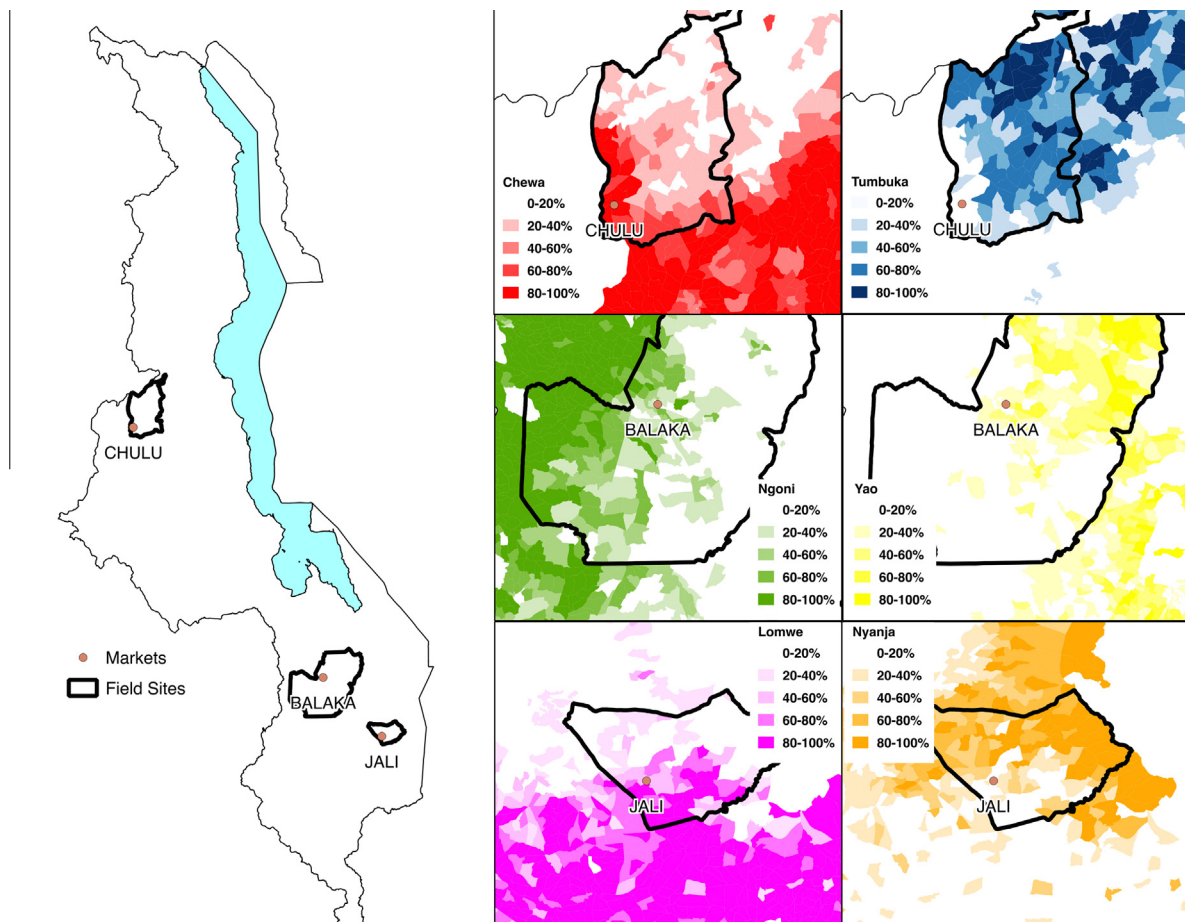 CHULU
Markets
Field Sites
BALAKA
JALI
Chewa
0-20%
20-40%
40-60%
60-80%
80-100%
CHULU
Tumbuka
0-20%
20-40%
40-60%
60-80%
80-100%
CHULU
BALAKA
Ngoni
0-20%
20-40%
40-60%
60-80%
80-100%
BALAKA
Yao
0-20%
20-40%
40-60%
60-80%
80-100%
Lomwe
0-20%
20-40%
40-60%
60-80%
80-100%
JALI
Nyanja
0-20%
20-40%
40-60%
60-80%
80-100%
JALI